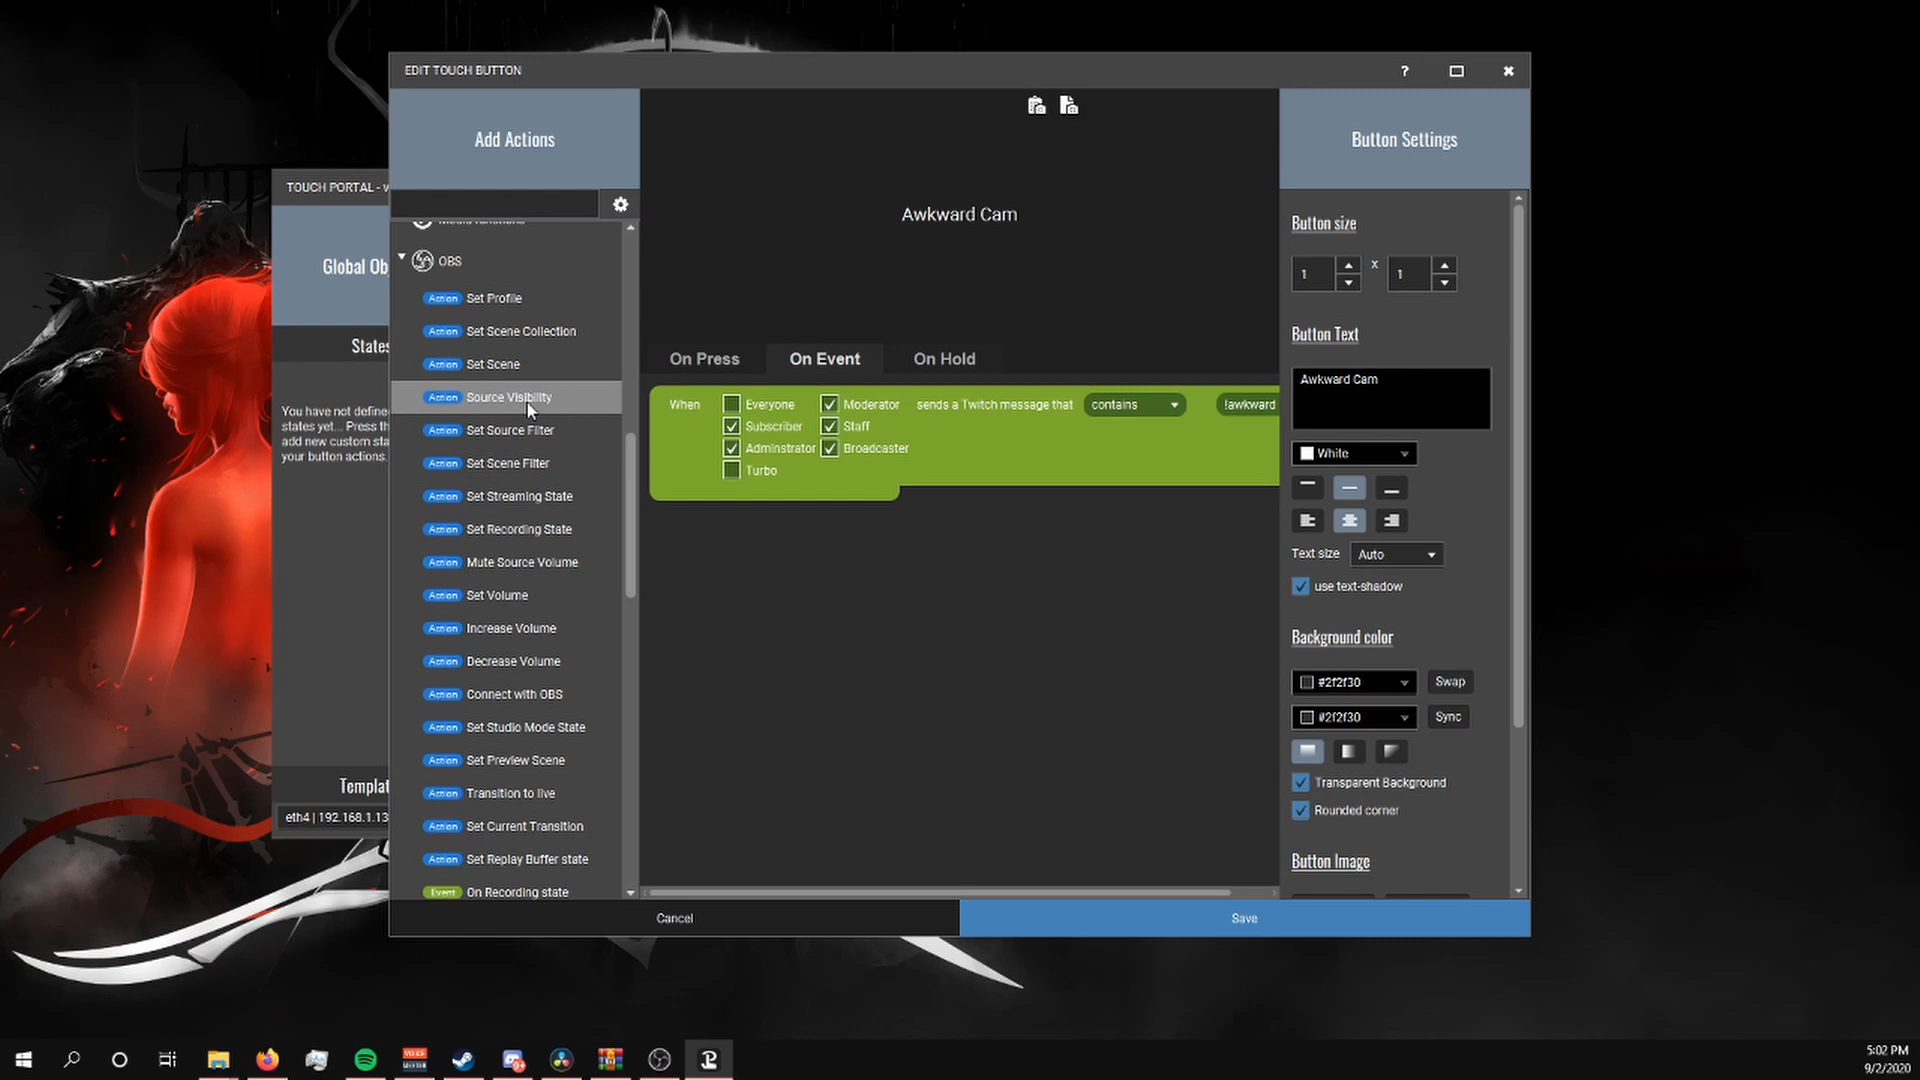 EDIT TOUCH BUTTON
?
Add Actions
Button Settings
TOUCH PORTAL - v
Global Ob
States
You have not define
states yet... Press th
add new custom sta
your button actions.
Templat
eth4 | 192.168.1.13
Media functions
OBS
Action Set Profile
Action Set Scene Collection
Action Set Scene
Action Source Visibility
Action Set Source Filter
Action Set Scene Filter
Action Set Streaming State
Action Set Recording State
Action Mute Source Volume
Action Set Volume
Action Increase Volume
Action Decrease Volume
Action Connect with OBS
Action Set Studio Mode State
Action Set Preview Scene
Action Transition to live
Action Set Current Transition
Action Set Replay Buffer state
Event On Recording state
Awkward Cam
On Press On Event On Hold
When Everyone Moderator sends a Twitch message that contains !awkward
Subscriber Staff
Adminstrator Broadcaster
Turbo
Button size
1 x 1
Button Text
Awkward Cam
White
Text size Auto
use text-shadow
Background color
#2f2f30 Swap
#2f2f30 Sync
Transparent Background
Rounded corner
Button Image
Cancel
Save
5:02 PM
9/2/2020